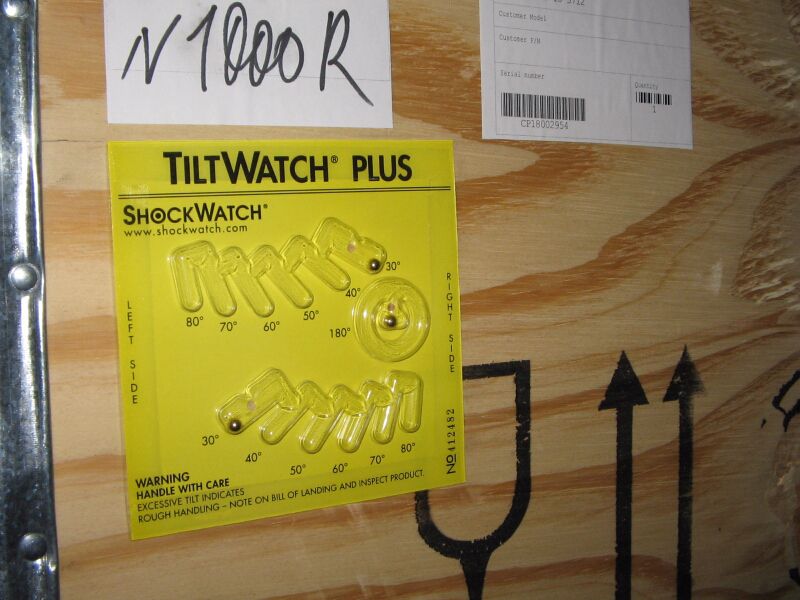 N1000R
Customer Model
Customer P/N
Serial number
Quantity
CP18002954
1
TILTWATCH® PLUS
SHOCKWATCH®
www.shockwatch.com
LEFT SIDE
RIGHT SIDE
30°
40°
50°
60°
70°
80°
180°
30°
40°
50°
60°
70°
80°
No 412482
WARNING
HANDLE WITH CARE
EXCESSIVE TILT INDICATES
ROUGH HANDLING – NOTE ON BILL OF LANDING AND INSPECT PRODUCT.